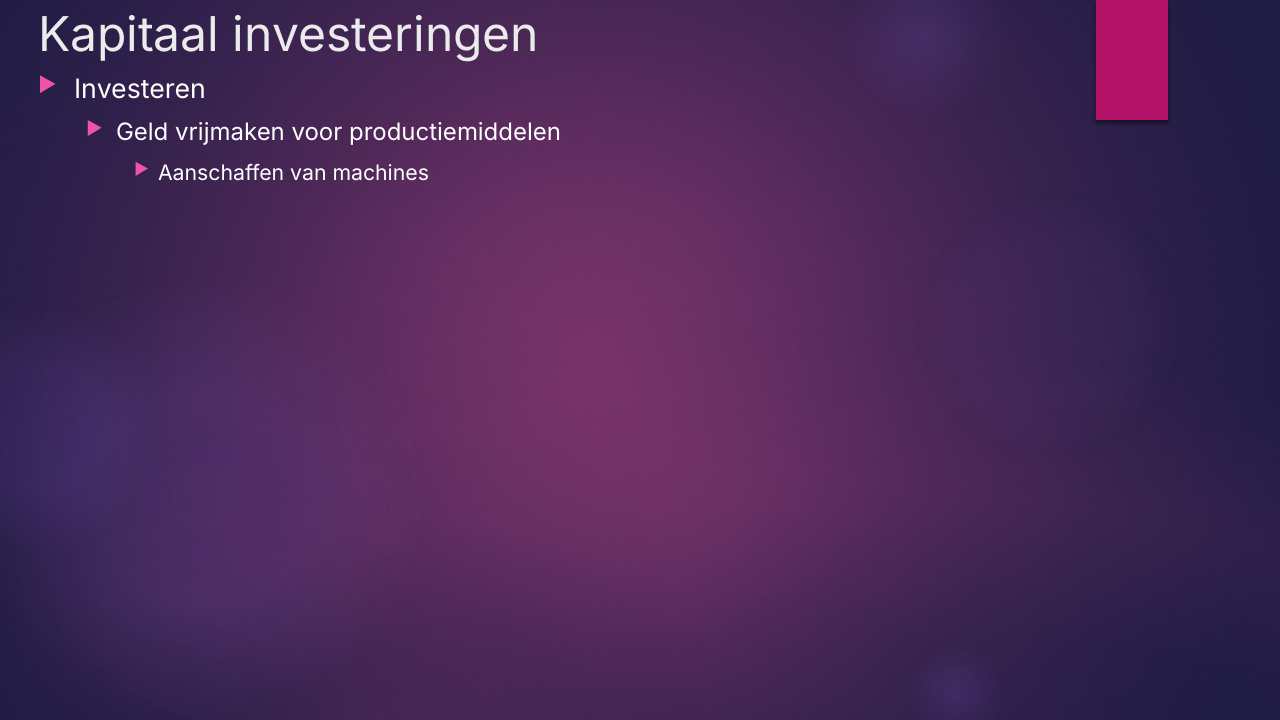 Kapitaal investeringen
Investeren
Geld vrijmaken voor productiemiddelen
Aanschaffen van machines